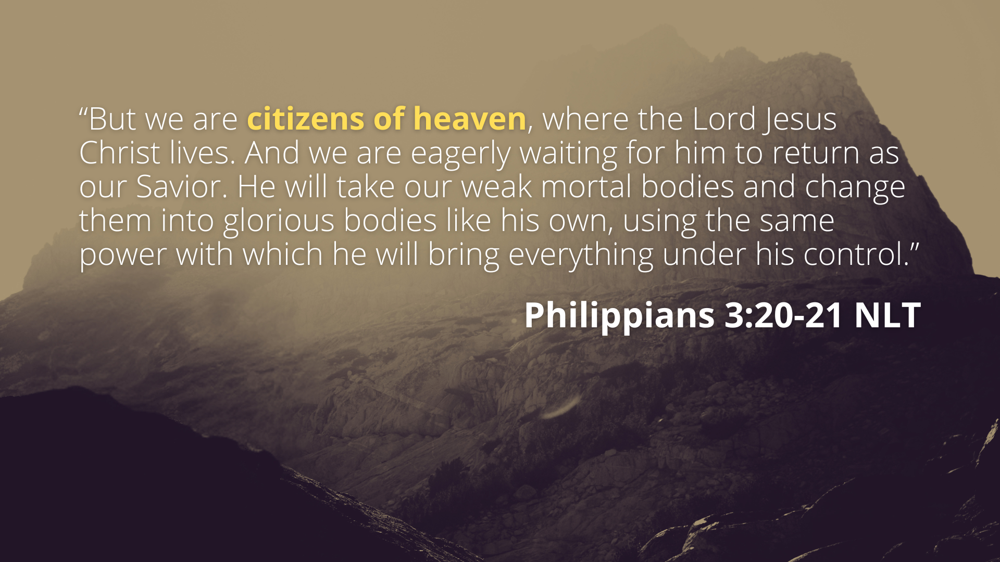 “But we are citizens of heaven, where the Lord Jesus
Christ lives. And we are eagerly waiting for him to return as
our Savior. He will take our weak mortal bodies and change
them into glorious bodies like his own, using the same
power with which he will bring everything under his control.”
Philippians 3:20-21 NLT